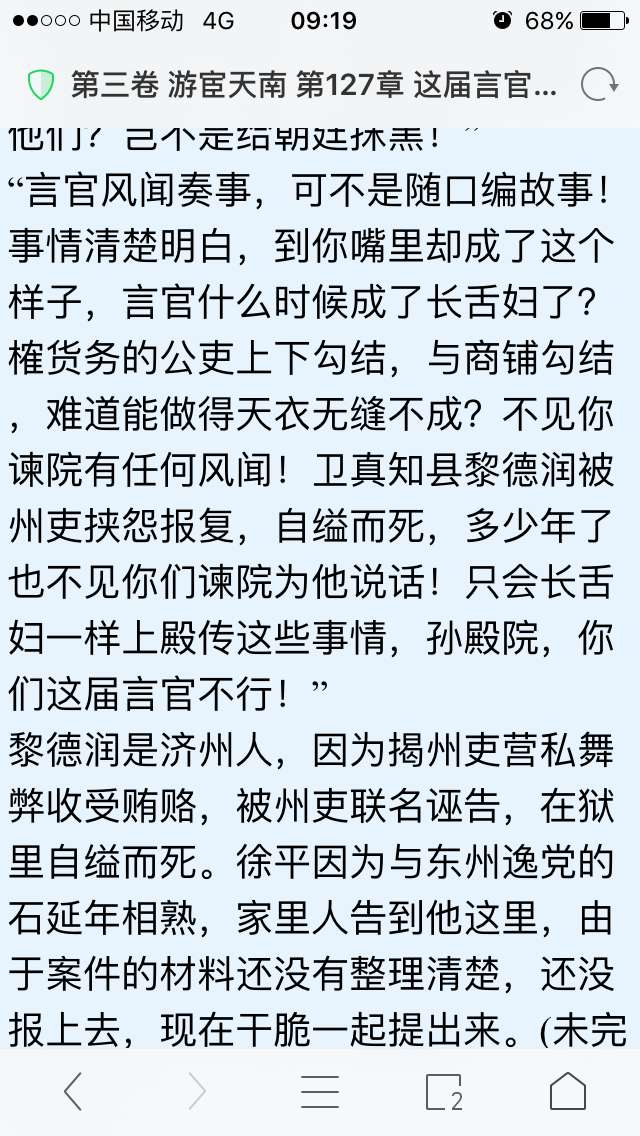 中国移动 4G 09:19 68%
第三卷 游宦天南 第127章 这届言官...
他们？岂不是给朝廷抹黑！”
“言官风闻奏事，可不是随口编故事！
事情清楚明白，到你嘴里却成了这个
样子，言官什么时候成了长舌妇了？
榷货务的公吏上下勾结，与商铺勾结
，难道能做得天衣无缝不成？不见你
谏院有任何风闻！卫真知县黎德润被
州吏挟怨报复，自缢而死，多少年了
也不见你们谏院为他说话！只会长舌
妇一样上殿传这些事情，孙殿院，你
们这届言官不行！”
黎德润是济州人，因为揭州吏营私舞
弊收受贿赂，被州吏联名诬告，在狱
里自缢而死。徐平因为与东州逸党的
石延年相熟，家里人告到他这里，由
于案件的材料还没有整理清楚，还没
报上去，现在干脆一起提出来。(未完
2